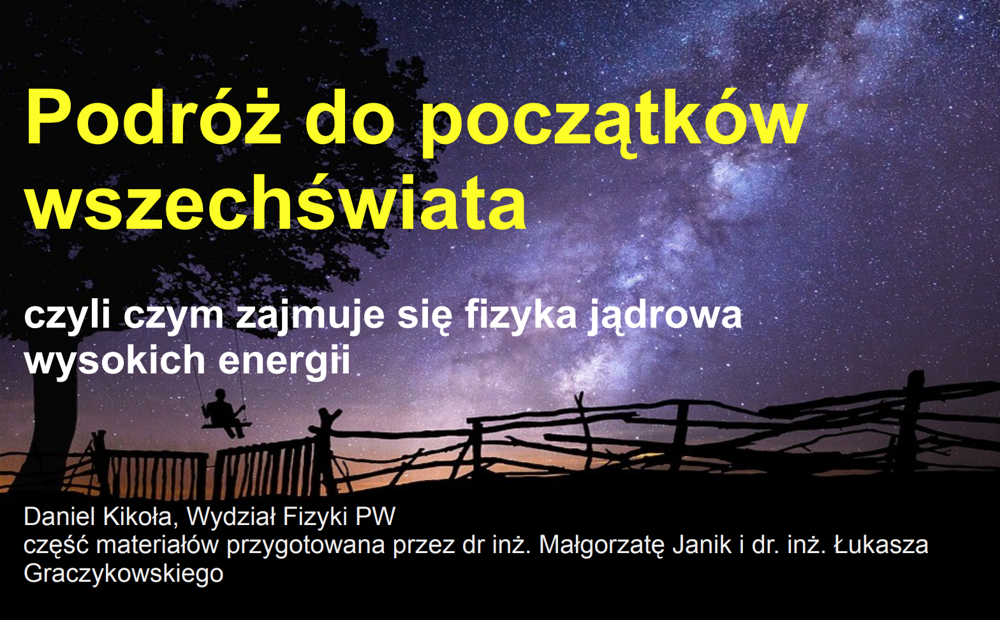 Podróż do początków
wszechświata
czyli czym zajmuje się fizyka jądrowa
wysokich energii
Daniel Kikoła, Wydział Fizyki PW
część materiałów przygotowana przez dr inż. Małgorzatę Janik i dr. inż. Łukasza
Graczykowskiego